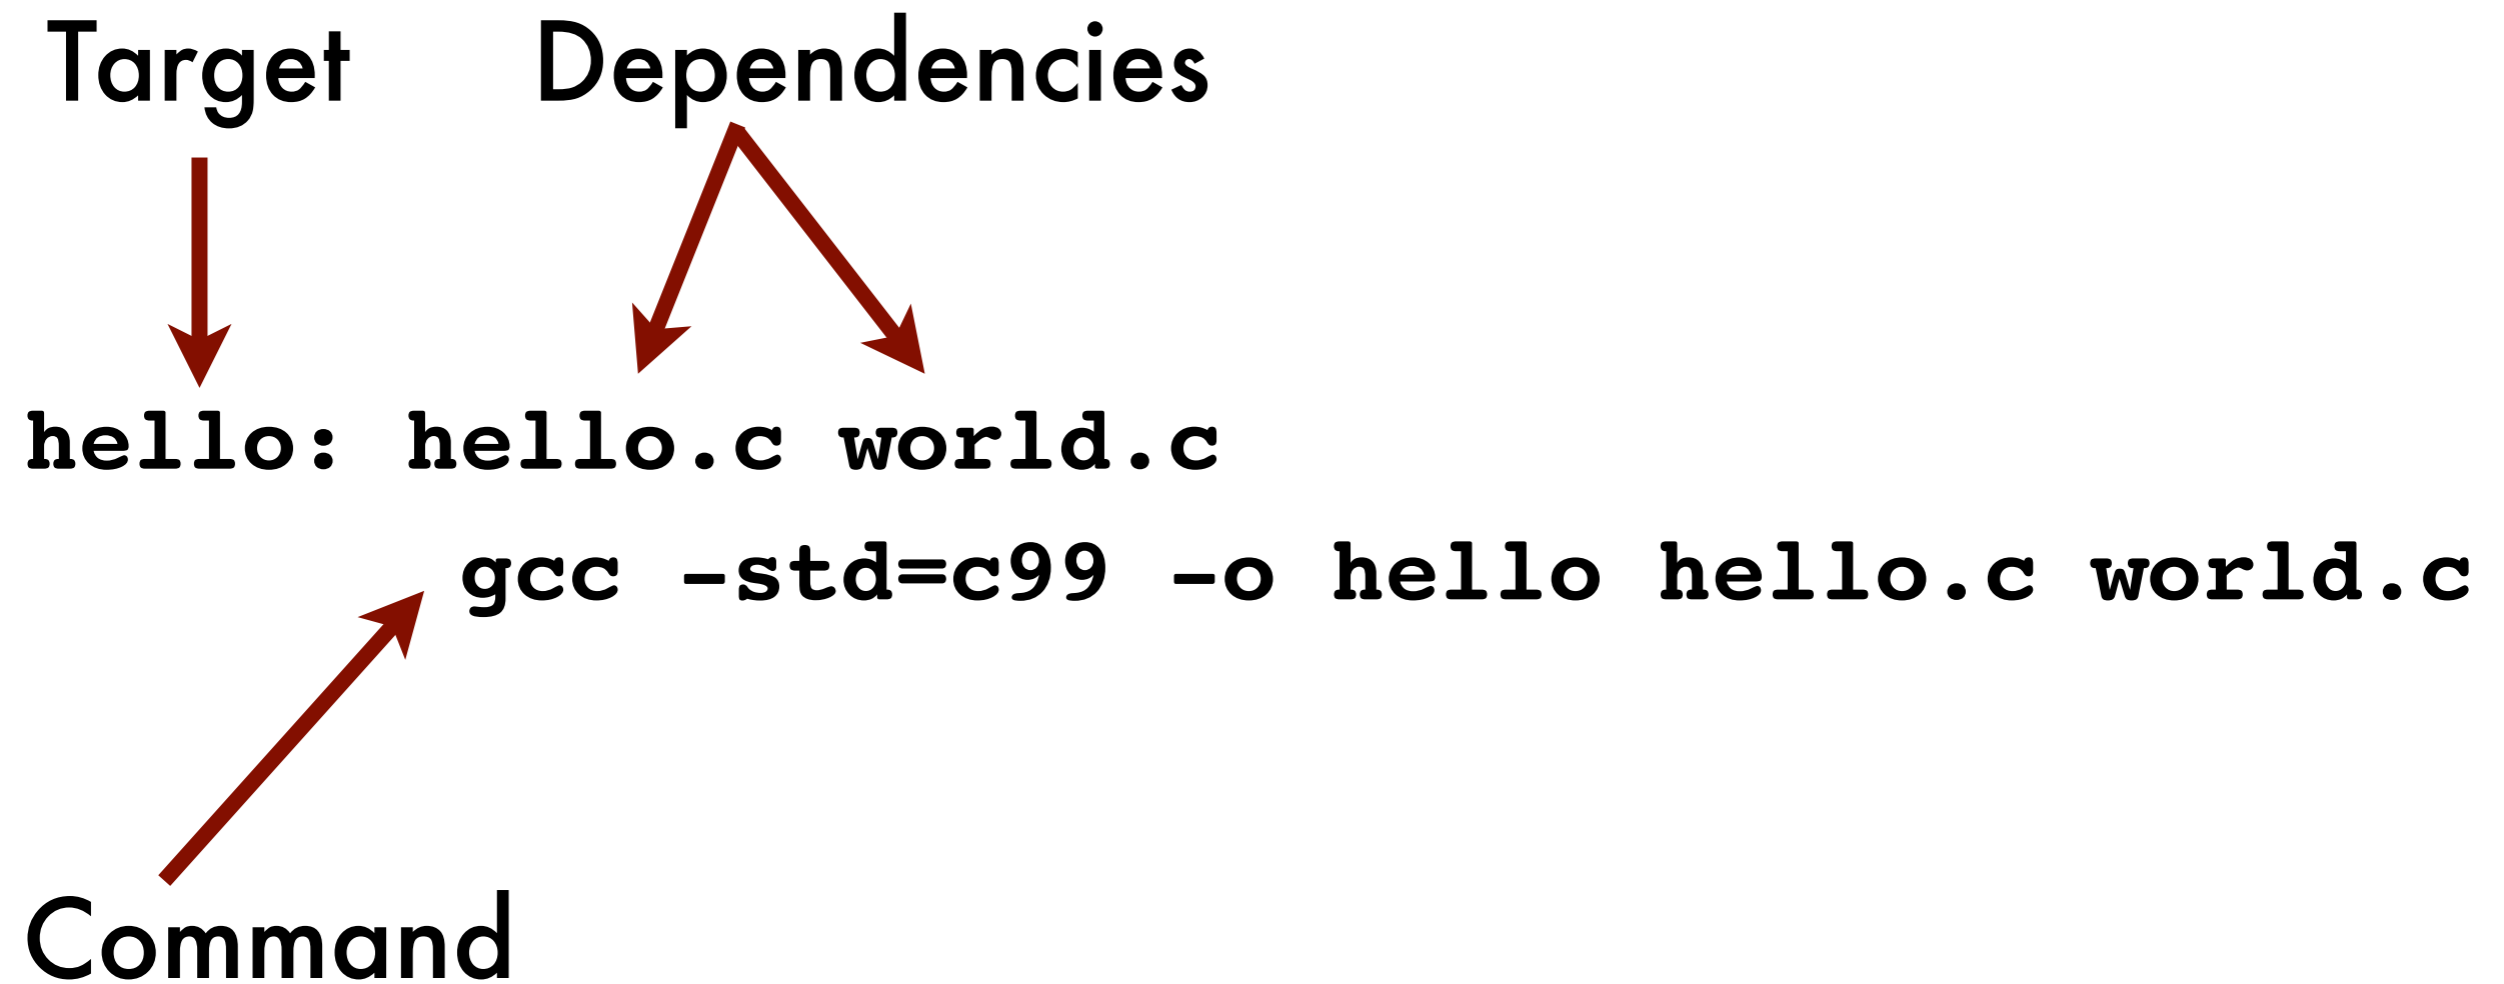 Target Dependencies
hello: hello.c world.c
gcc -std=c99 -o hello hello.c world.c
Command